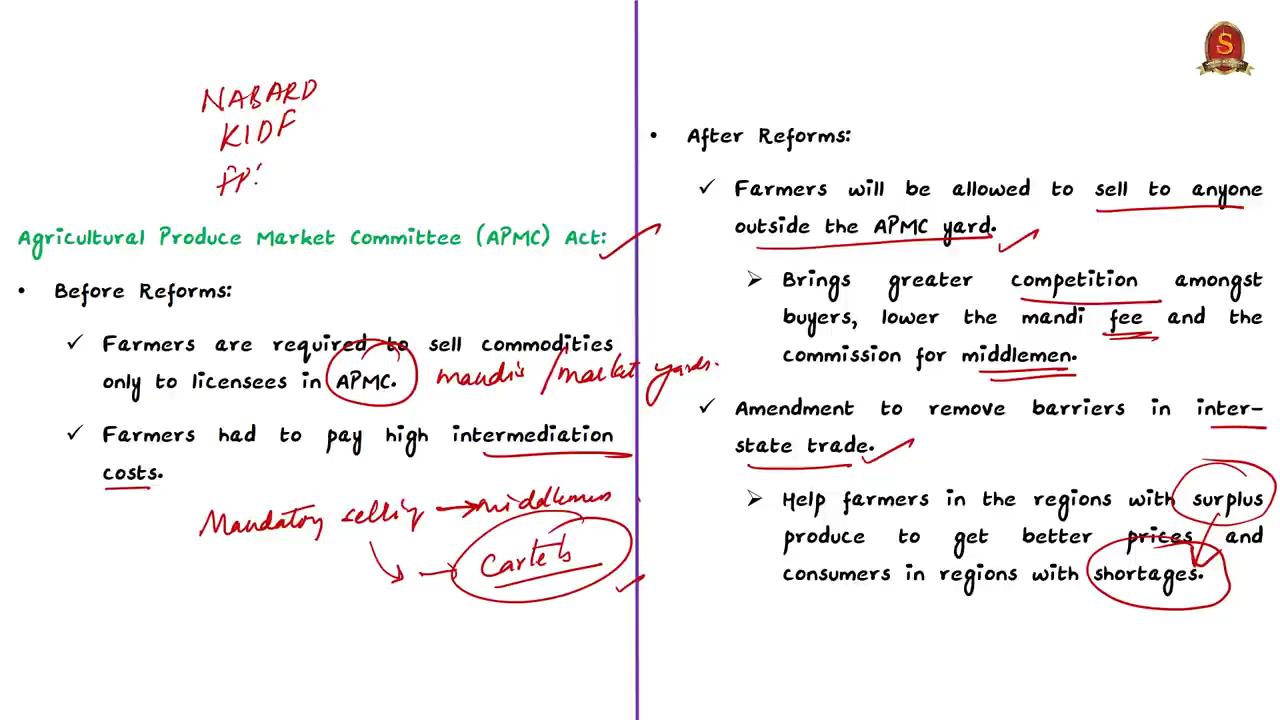 NABARD
KIDF
Agricultural Produce Market Committee (APMC) Act:
• Before Reforms:
✓ Farmers are required to sell commodities
only to licensees in APMC. mandis / market yards.
✓ Farmers had to pay high intermediation
costs.
Mandatory selling → middlemen
→ Cartels
• After Reforms:
✓ Farmers will be allowed to sell to anyone
outside the APMC yard.
➢ Brings greater competition amongst
buyers, lower the mandi fee and the
commission for middlemen.
✓ Amendment to remove barriers in inter-
state trade.
➢ Help farmers in the regions with surplus
produce to get better prices and
consumers in regions with shortages.
S